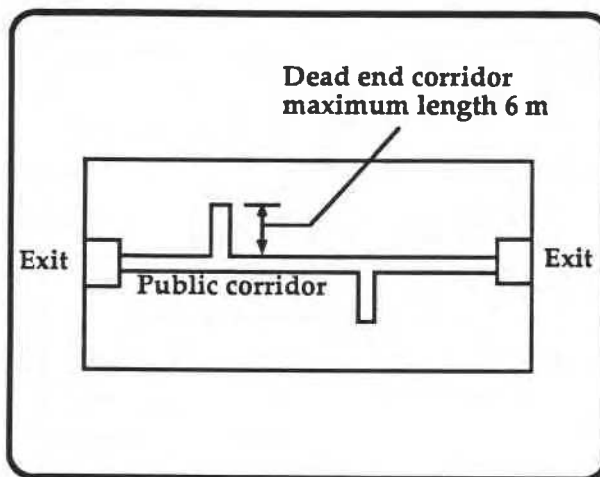 Dead end corridor
maximum length 6 m
Exit
Exit
Public corridor